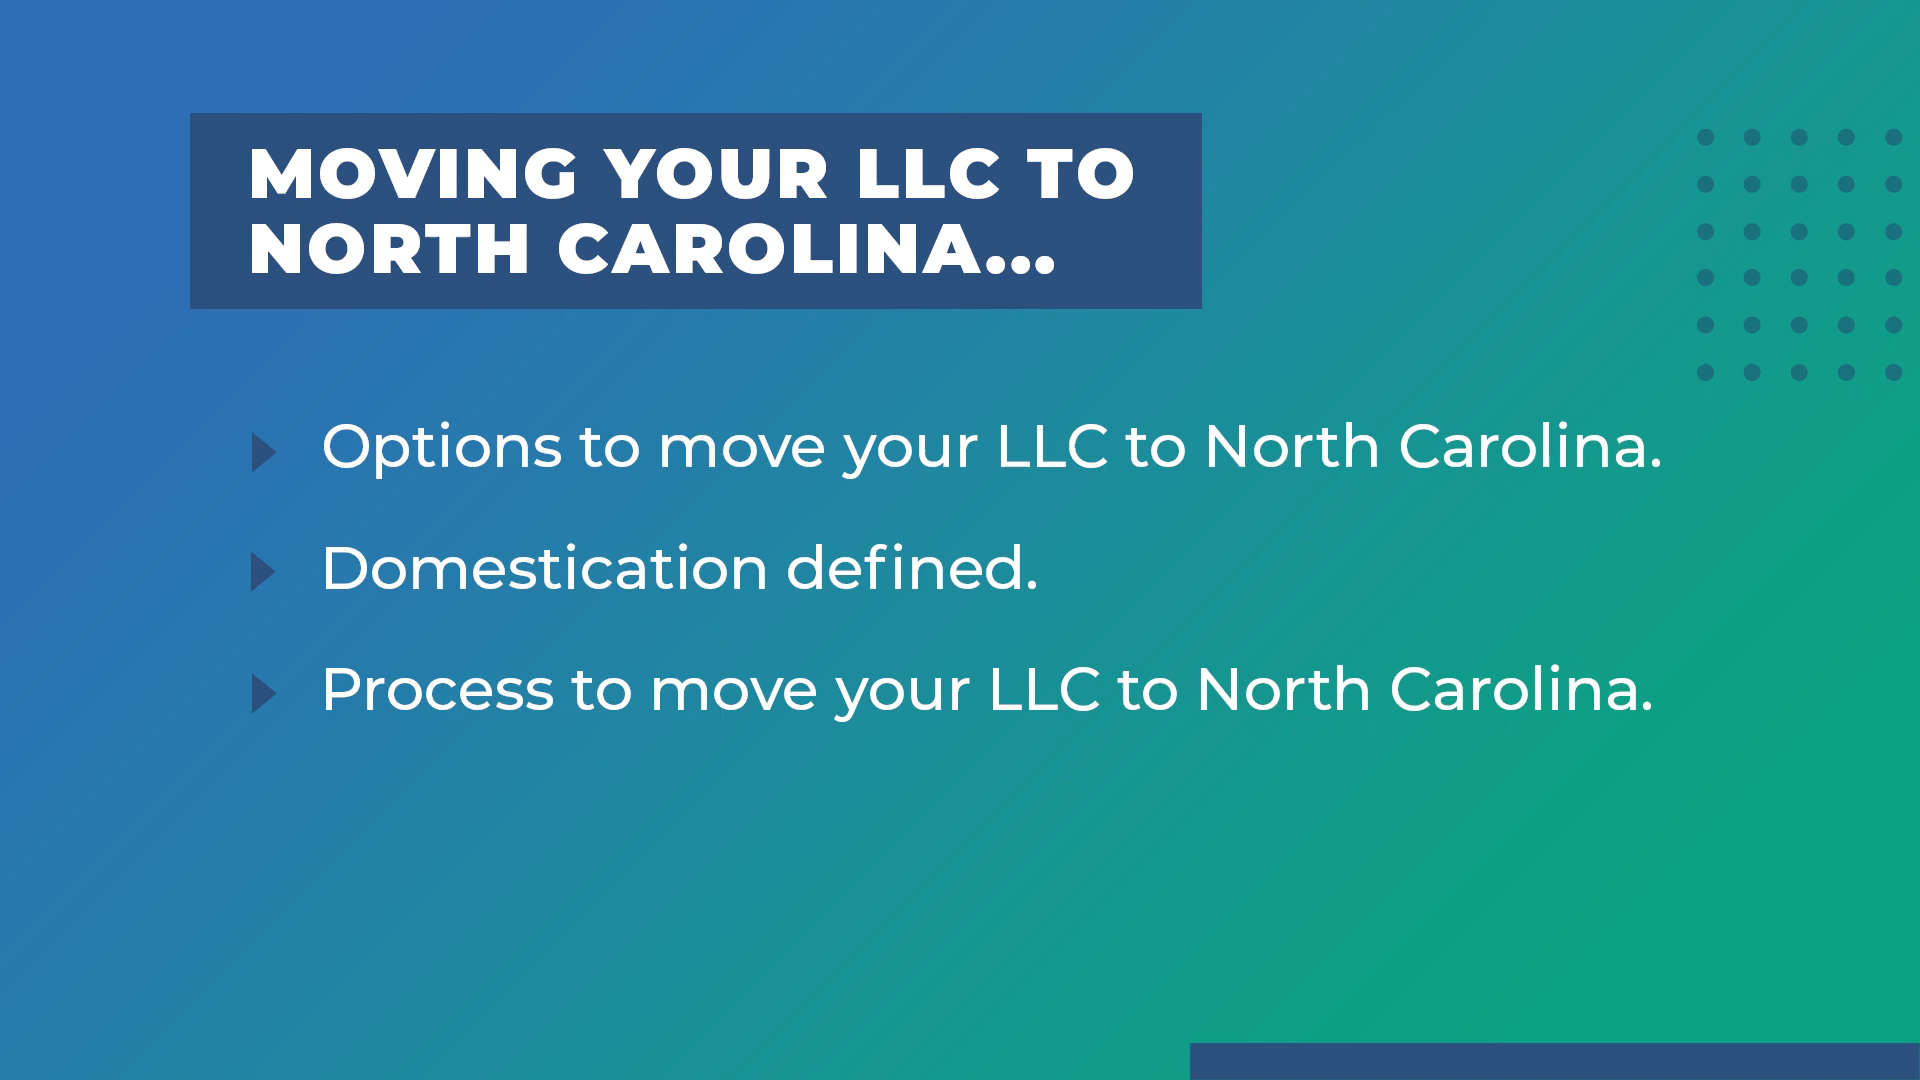 MOVING YOUR LLC TO
NORTH CAROLINA...
Options to move your LLC to North Carolina.
Domestication defined.
Process to move your LLC to North Carolina.